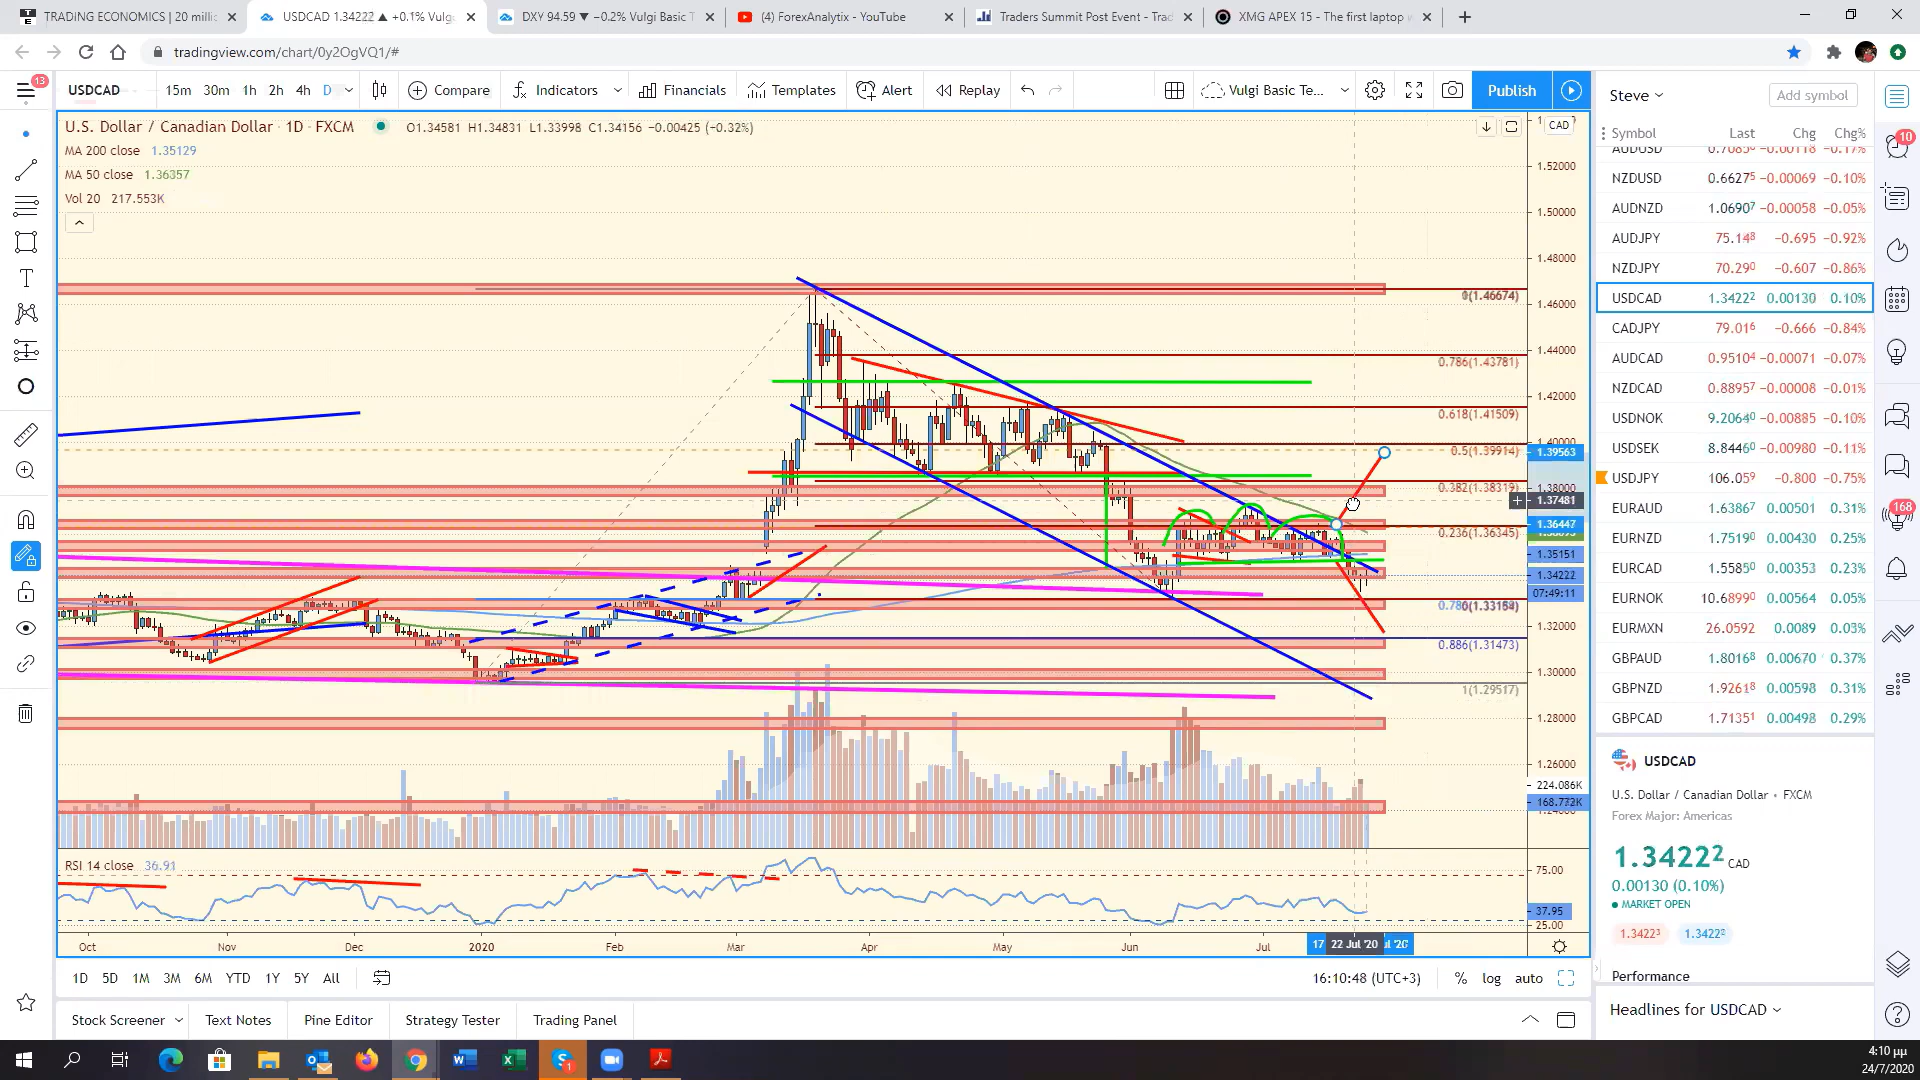 TRADING ECONOMICS | 20 milli
USDCAD 1.34222 ▲ +0.1% Vulg
DXY 94.59 ▼ −0.2% Vulgi Basic T
(4) ForexAnalytix - YouTube
Traders Summit Post Event - Trad
XMG APEX 15 - The first laptop w
tradingview.com/chart/0y2OgVQ1/#
13
USDCAD 15m 30m 1h 2h 4h D Compare Indicators Financials Templates Alert Replay Vulgi Basic Te... Publish
U.S. Dollar / Canadian Dollar · 1D · FXCM O1.34581 H1.34831 L1.33998 C1.34156 −0.00425 (−0.32%)
MA 200 close 1.35129
MA 50 close 1.36357
Vol 20 217.553K
CAD
1.52000
1.50000
1.48000
1.46000
1.44000
1.42000
1.40000
1.39563
1.38000
1.37481
1.36447
1.35151
1.34222
07:49:11
1.32000
1.30000
1.28000
1.26000
224.086K
168.772K
(1.46674)
0.786(1.43781)
0.618(1.41509)
0.5(1.39914)
0.382(1.38319)
0.236(1.36345)
0.886(1.31473)
1(1.29517)
RSI 14 close 36.91
75.00
37.95
25.00
Oct Nov Dec 2020 Feb Mar Apr May Jun Jul 17 22 Jul '20
1D 5D 1M 3M 6M YTD 1Y 5Y All
16:10:48 (UTC+3) % log auto
Stock Screener Text Notes Pine Editor Strategy Tester Trading Panel
Steve Add symbol
Symbol Last Chg Chg%
AUDUSD 0.7085⁶ −0.00118 −0.17%
NZDUSD 0.6627⁵ −0.00069 −0.10%
AUDNZD 1.0690⁷ −0.00058 −0.05%
AUDJPY 75.14⁸ −0.695 −0.92%
NZDJPY 70.29⁰ −0.607 −0.86%
USDCAD 1.3422² 0.00130 0.10%
CADJPY 79.01⁶ −0.666 −0.84%
AUDCAD 0.9510⁴ −0.00071 −0.07%
NZDCAD 0.8895⁷ −0.00008 −0.01%
USDNOK 9.2064⁰ −0.00885 −0.10%
USDSEK 8.8446⁰ −0.00980 −0.11%
USDJPY 106.05⁹ −0.800 −0.75%
EURAUD 1.6386⁷ 0.00501 0.31%
EURNZD 1.7519⁰ 0.00430 0.25%
EURCAD 1.5585⁰ 0.00353 0.23%
EURNOK 10.6899⁰ 0.00564 0.05%
EURMXN 26.0592 0.0089 0.03%
GBPAUD 1.8016⁸ 0.00670 0.37%
GBPNZD 1.9261⁸ 0.00598 0.31%
GBPCAD 1.7135¹ 0.00498 0.29%
USDCAD
U.S. Dollar / Canadian Dollar • FXCM
Forex Major: Americas
1.3422² CAD
0.00130 (0.10%)
MARKET OPEN
1.3422³ 1.3422²
Performance
Headlines for USDCAD
10
168
4:10 μμ
24/7/2020